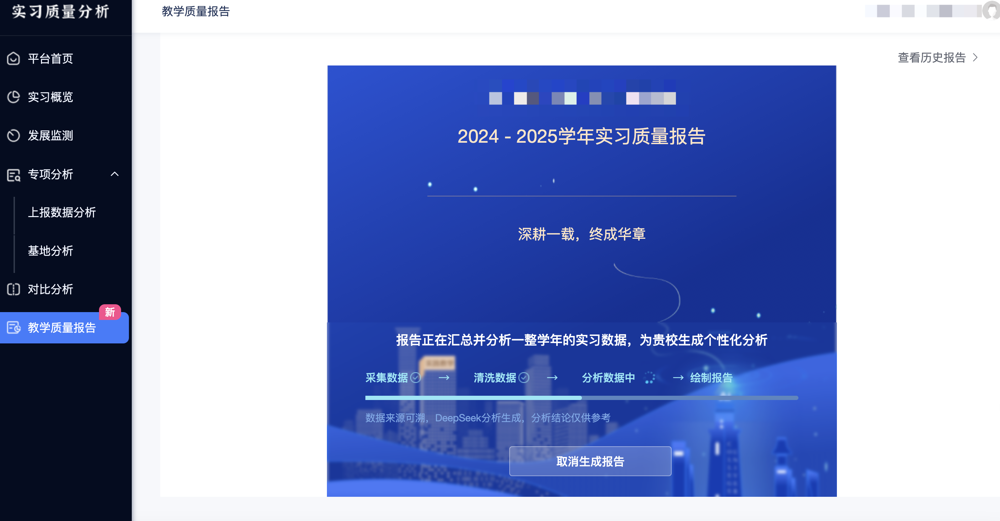 实习质量分析
教学质量报告
平台首页
实习概览
发展监测
专项分析
上报数据分析
基地分析
对比分析
新
教学质量报告
查看历史报告
2024 - 2025学年实习质量报告
深耕一载，终成华章
报告正在汇总并分析一整学年的实习数据，为贵校生成个性化分析
采集数据 → 清洗数据 → 分析数据中 → 绘制报告
数据来源可溯，DeepSeek分析生成，分析结论仅供参考
取消生成报告